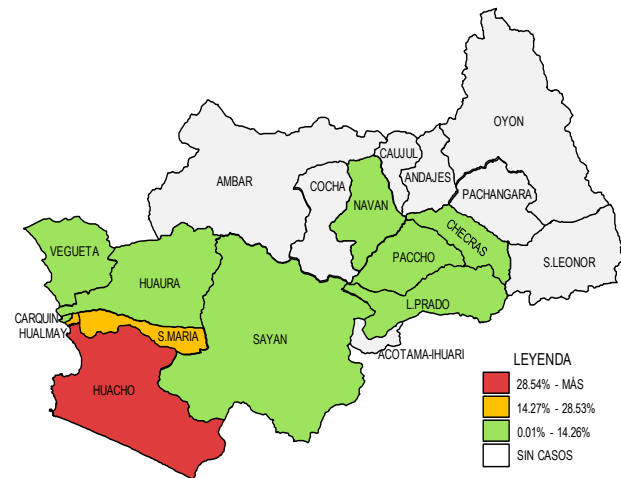 OYON
CAUJUL
ANDAJES
AMBAR
COCHA
NAVAN
PACHANGARA
CHECRAS
VEGUETA
PACCHO
S.LEONOR
HUAURA
L.PRADO
CARQUIN
HUALMAY
S.MARIA
SAYAN
ACOTAMA-IHUARI
HUACHO
LEYENDA
28.54% - MÁS
14.27% - 28.53%
0.01% - 14.26%
SIN CASOS